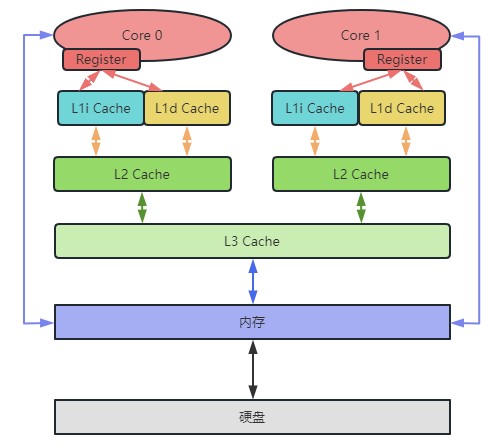 Core 0
Core 1
Register
Register
L1i Cache
L1d Cache
L1i Cache
L1d Cache
L2 Cache
L2 Cache
L3 Cache
内存
硬盘